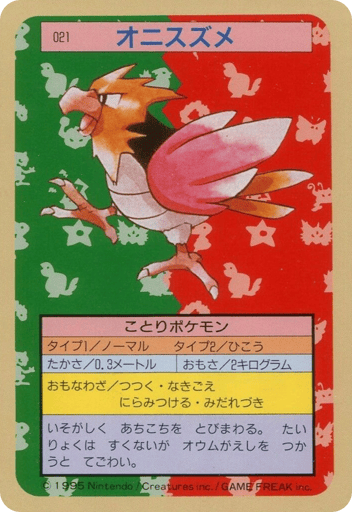 021
オニスズメ
ことりポケモン
タイプ1/ノーマル タイプ2/ひこう
たかさ/0.3メートル おもさ/2キログラム
おもなわざ/つつく・なきごえ
にらみつける・みだれづき
いそがしく あちこちを とびまわる。 たい
りょくは すくないが オウムがえしを つか
うと てごわい。
© 1995 Nintendo/Creatures inc./GAME FREAK inc.